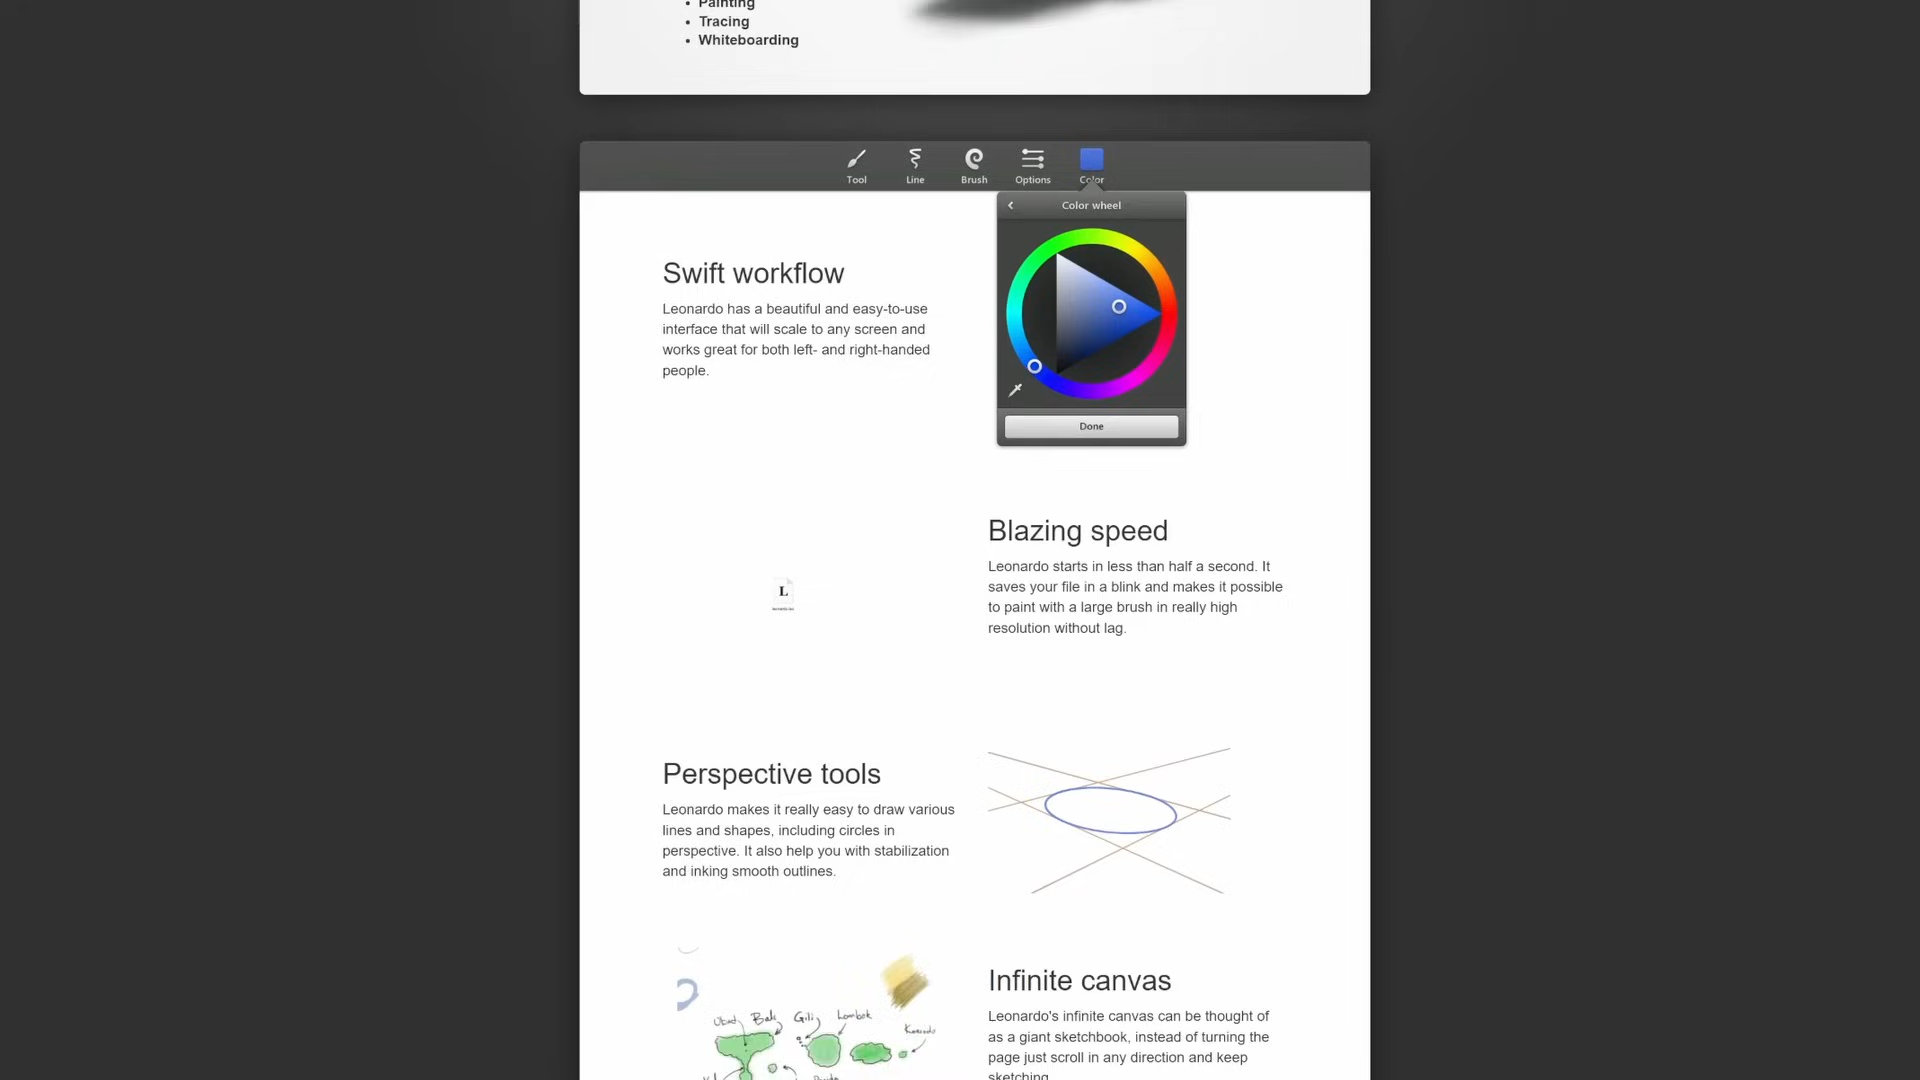 Painting
Tracing
Whiteboarding
Tool
Line
Brush
Options
Color
Color wheel
Swift workflow
Leonardo has a beautiful and easy-to-use
interface that will scale to any screen and
works great for both left- and right-handed
people.
Done
Blazing speed
Leonardo starts in less than half a second. It
saves your file in a blink and makes it possible
to paint with a large brush in really high
resolution without lag.
L
Perspective tools
Leonardo makes it really easy to draw various
lines and shapes, including circles in
perspective. It also help you with stabilization
and inking smooth outlines.
Infinite canvas
Leonardo's infinite canvas can be thought of
as a giant sketchbook, instead of turning the
page just scroll in any direction and keep
sketching.
Ubud Bali Gili Lombok